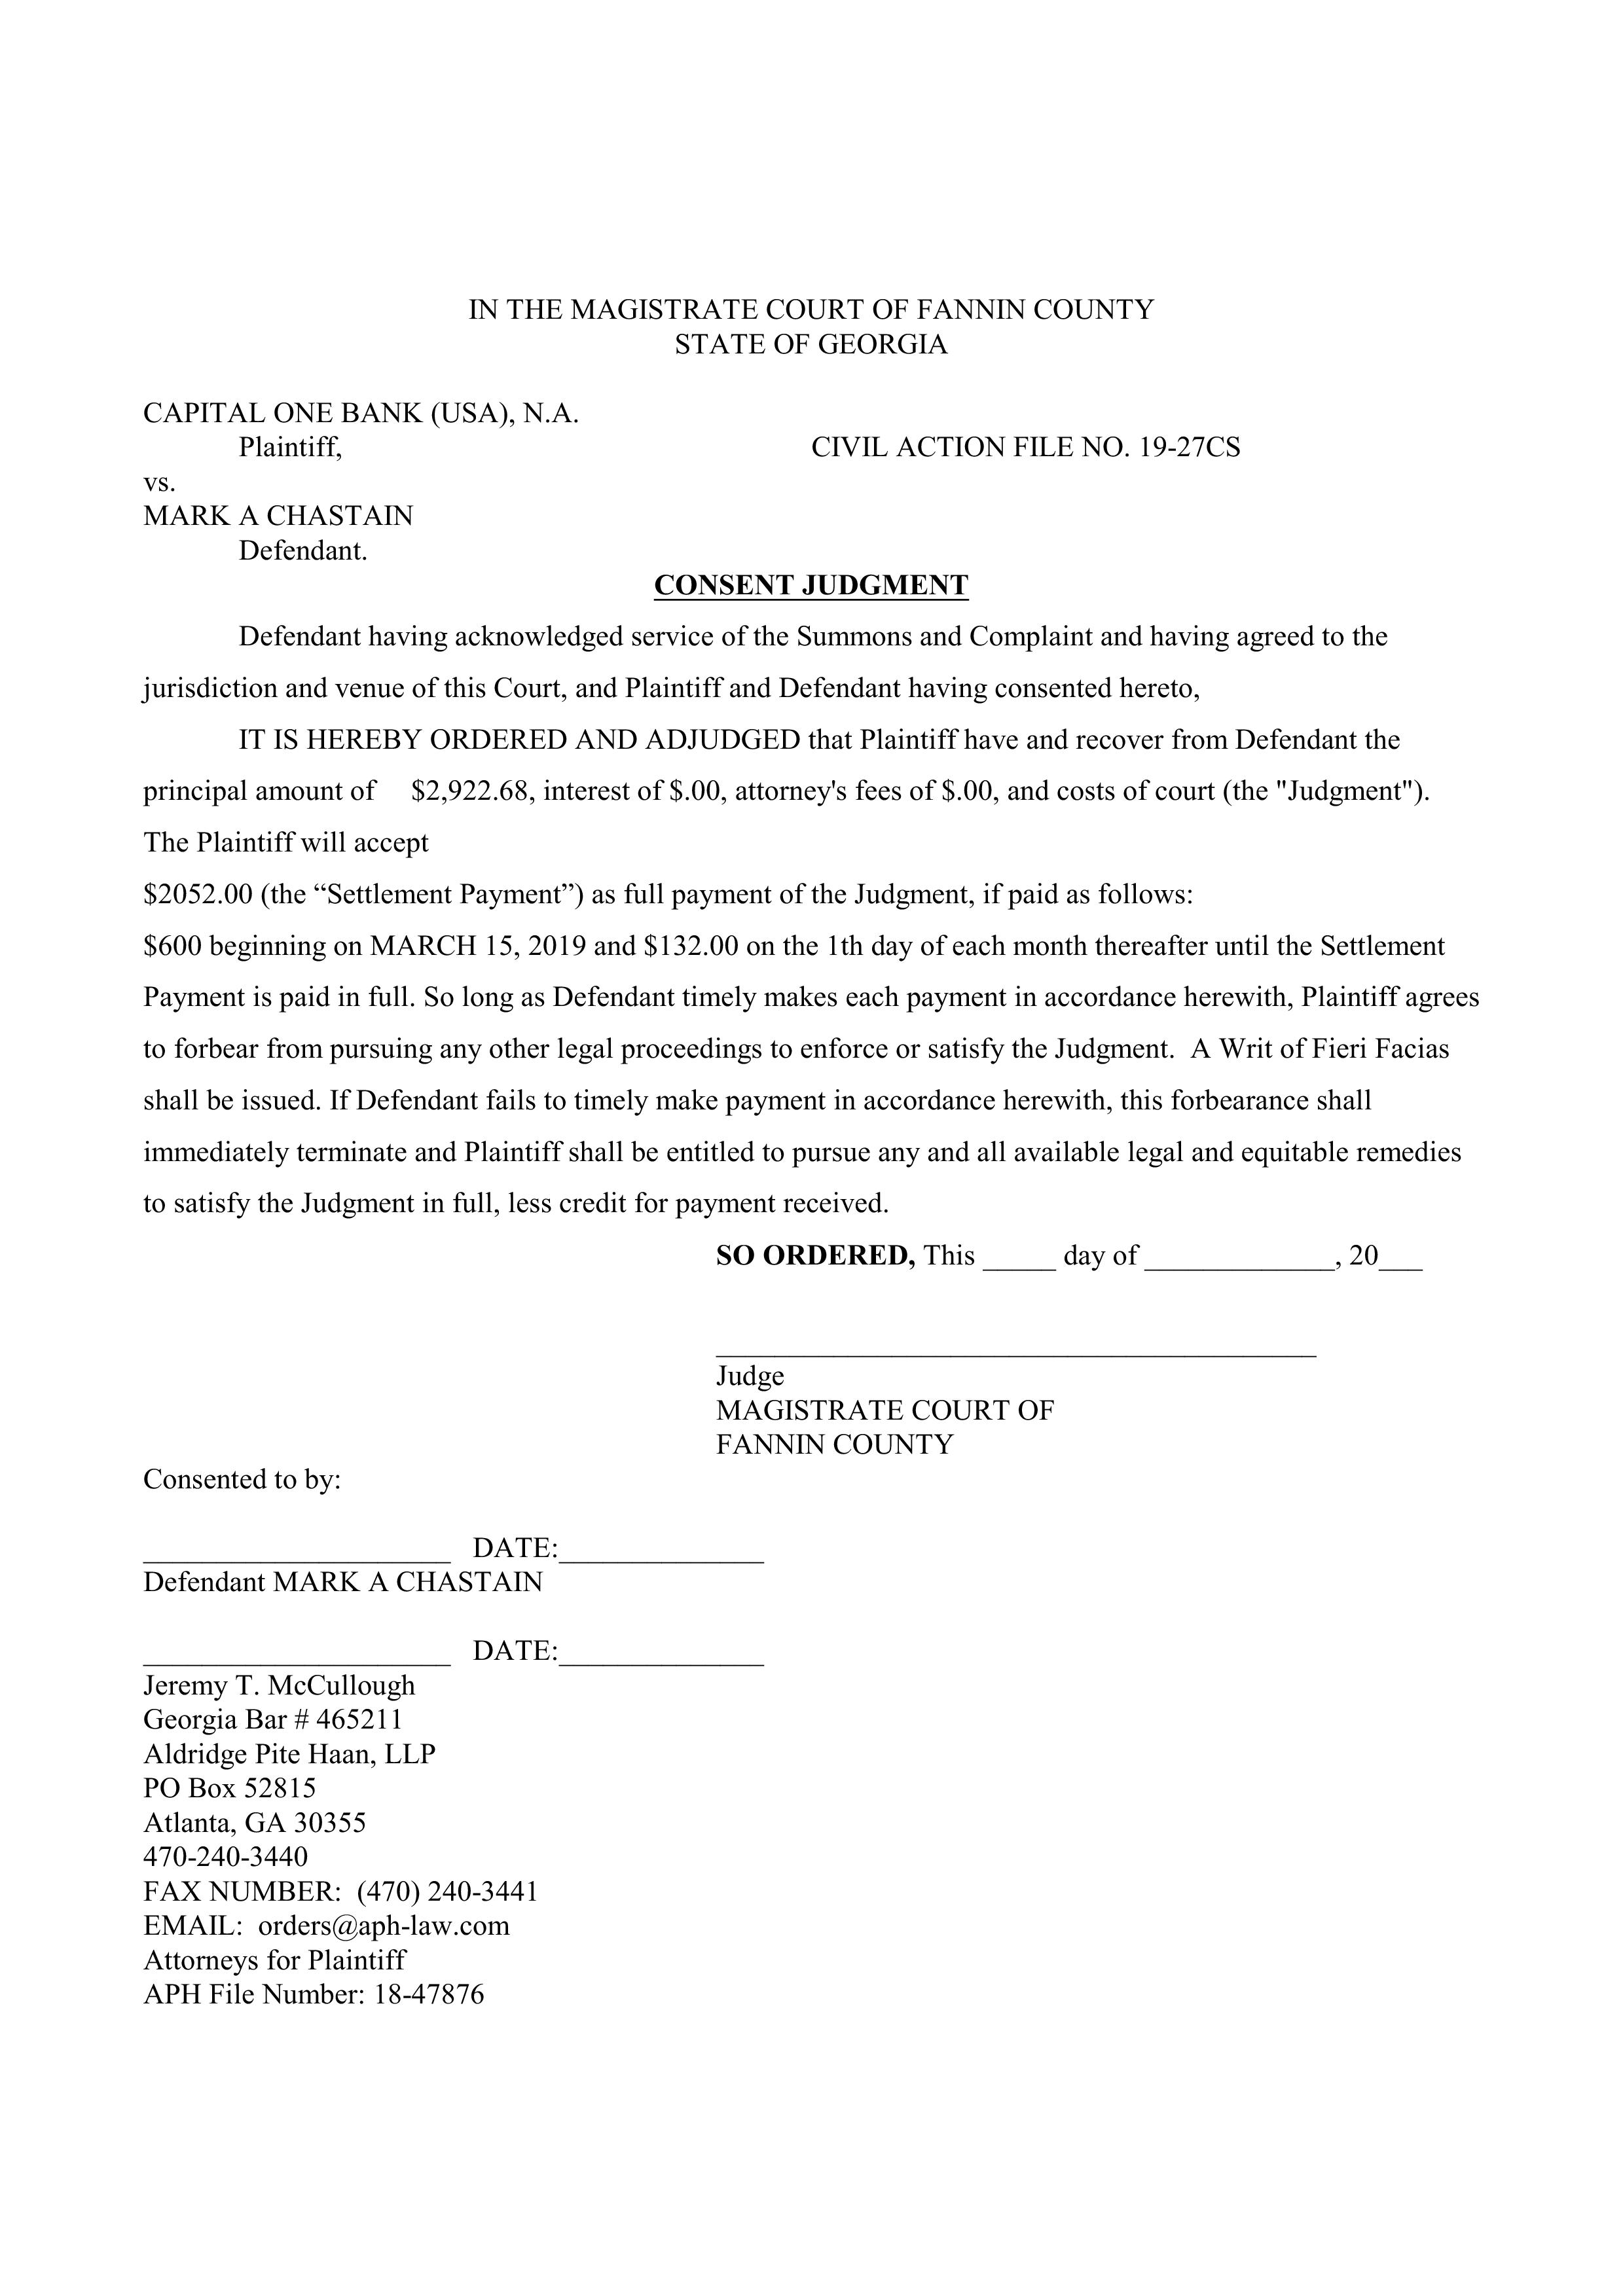 IN THE MAGISTRATE COURT OF FANNIN COUNTY
STATE OF GEORGIA
CAPITAL ONE BANK (USA), N.A.
Plaintiff, CIVIL ACTION FILE NO. 19-27CS
vs.
MARK A CHASTAIN
Defendant.
CONSENT JUDGMENT
Defendant having acknowledged service of the Summons and Complaint and having agreed to the
jurisdiction and venue of this Court, and Plaintiff and Defendant having consented hereto,
IT IS HEREBY ORDERED AND ADJUDGED that Plaintiff have and recover from Defendant the
principal amount of $2,922.68, interest of $.00, attorney's fees of $.00, and costs of court (the "Judgment").
The Plaintiff will accept
$2052.00 (the “Settlement Payment”) as full payment of the Judgment, if paid as follows:
$600 beginning on MARCH 15, 2019 and $132.00 on the 1th day of each month thereafter until the Settlement
Payment is paid in full. So long as Defendant timely makes each payment in accordance herewith, Plaintiff agrees
to forbear from pursuing any other legal proceedings to enforce or satisfy the Judgment. A Writ of Fieri Facias
shall be issued. If Defendant fails to timely make payment in accordance herewith, this forbearance shall
immediately terminate and Plaintiff shall be entitled to pursue any and all available legal and equitable remedies
to satisfy the Judgment in full, less credit for payment received.
SO ORDERED, This _____ day of _____________, 20___
_________________________________________
Judge
MAGISTRATE COURT OF
FANNIN COUNTY
Consented to by:
_____________________ DATE:______________
Defendant MARK A CHASTAIN
_____________________ DATE:______________
Jeremy T. McCullough
Georgia Bar # 465211
Aldridge Pite Haan, LLP
PO Box 52815
Atlanta, GA 30355
470-240-3440
FAX NUMBER: (470) 240-3441
EMAIL: orders@aph-law.com
Attorneys for Plaintiff
APH File Number: 18-47876